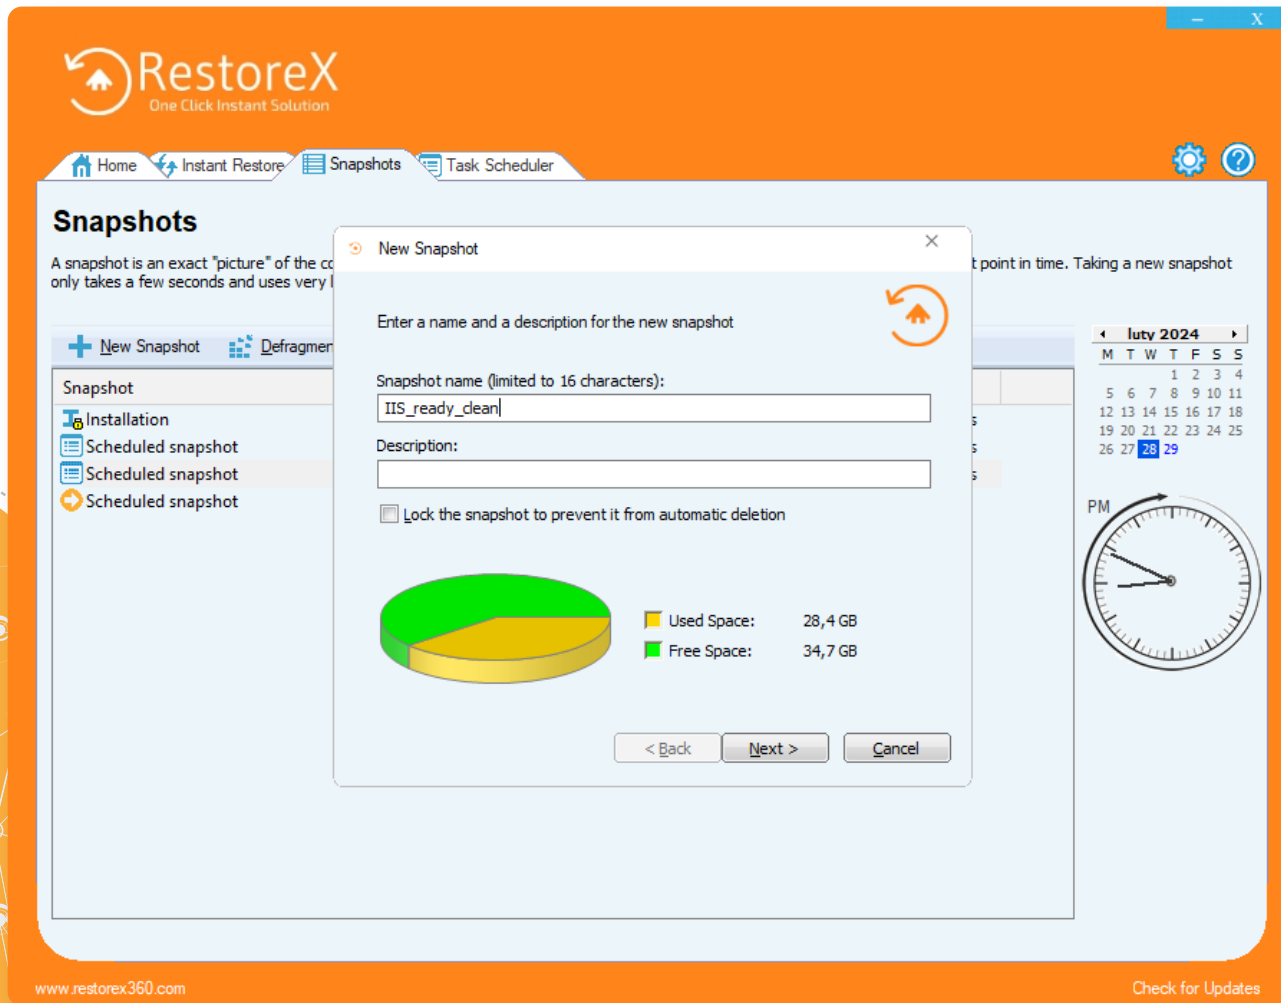 – X
RestoreX
One Click Instant Solution
Home Instant Restore Snapshots Task Scheduler
Snapshots
A snapshot is an exact "picture" of the t point in time. Taking a new snapshot
only takes a few seconds and uses very
New Snapshot Defragmen
Snapshot
Installation
Scheduled snapshot
Scheduled snapshot
Scheduled snapshot
New Snapshot
Enter a name and a description for the new snapshot
Snapshot name (limited to 16 characters):
IIS_ready_clean
Description:
Lock the snapshot to prevent it from automatic deletion
Used Space: 28,4 GB
Free Space: 34,7 GB
< Back Next > Cancel
luty 2024
M T W T F S S
1 2 3 4
5 6 7 8 9 10 11
12 13 14 15 16 17 18
19 20 21 22 23 24 25
26 27 28 29
PM
www.restorex360.com Check for Updates